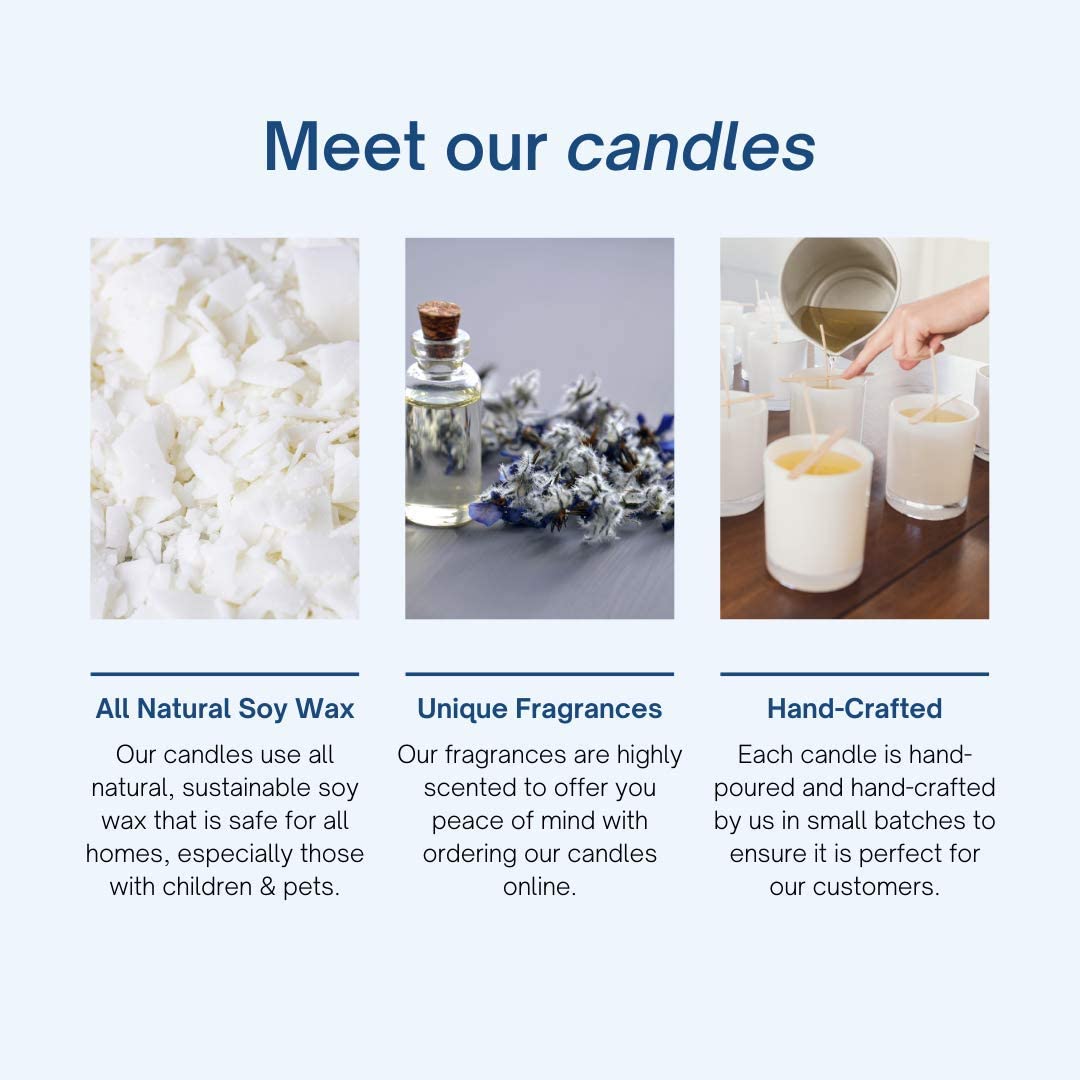 Meet our candles
All Natural Soy Wax
Our candles use all
natural, sustainable soy
wax that is safe for all
homes, especially those
with children & pets.
Unique Fragrances
Our fragrances are highly
scented to offer you
peace of mind with
ordering our candles
online.
Hand-Crafted
Each candle is hand-
poured and hand-crafted
by us in small batches to
ensure it is perfect for
our customers.